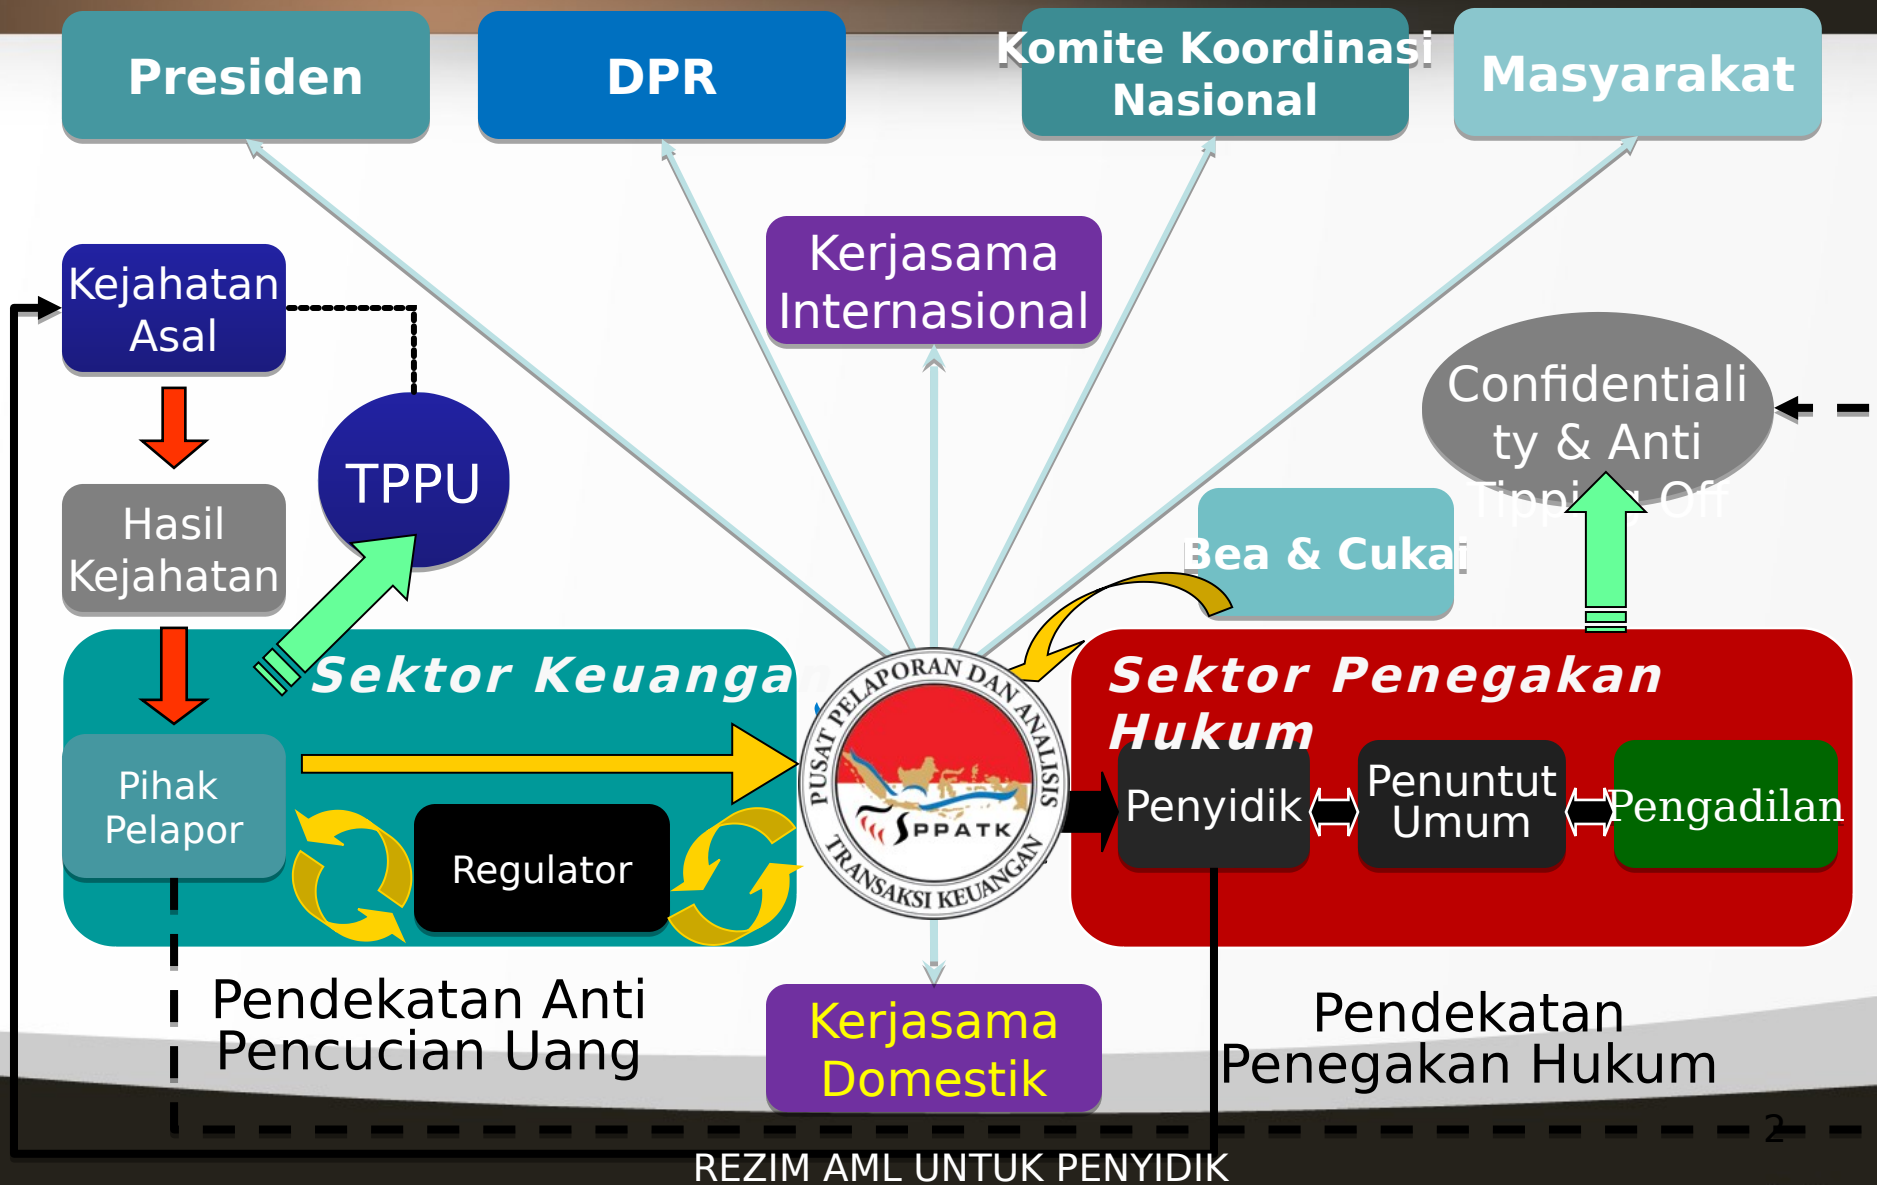 Presiden
DPR
Komite Koordinasi
Nasional
Masyarakat
Kerjasama
Internasional
Kejahatan
Asal
Confidentiali
ty & Anti
Tipping Off
TPPU
Hasil
Kejahatan
Bea & Cukai
Sektor Keuangan
Sektor Penegakan
Hukum
PUSAT PELAPORAN DAN ANALISIS
TRANSAKSI KEUANGAN
PPATK
Pihak
Pelapor
Regulator
Penyidik
Penuntut
Umum
Pengadilan
Pendekatan Anti
Pencucian Uang
Kerjasama
Domestik
Pendekatan
Penegakan Hukum
2
REZIM AML UNTUK PENYIDIK